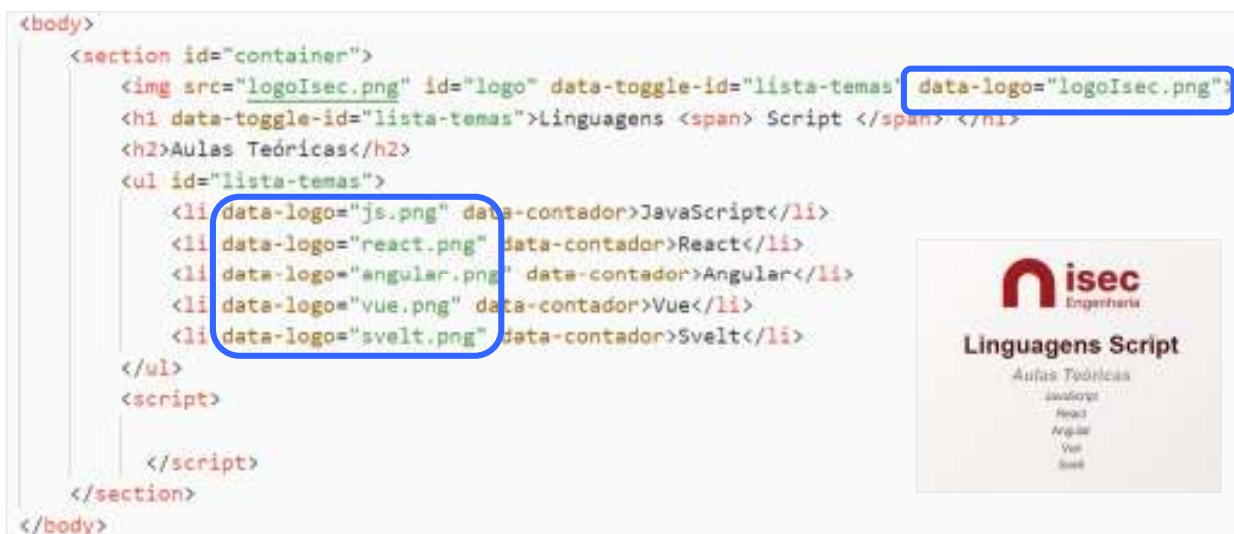 <body>
<section id="container">
<img src="logoIsec.png" id="logo" data-toggle-id="lista-temas" data-logo="logoIsec.png">
<h1 data-toggle-id="lista-temas">Linguagens <span> Script </span> </h1>
<h2>Aulas Teóricas</h2>
<ul id="lista-temas">
<li data-logo="js.png" data-contador>JavaScript</li>
<li data-logo="react.png" data-contador>React</li>
<li data-logo="angular.png" data-contador>Angular</li>
<li data-logo="vue.png" data-contador>Vue</li>
<li data-logo="svelt.png" data-contador>Svelt</li>
</ul>
<script>
</script>
</section>
</body>
isec
Engenharia
Linguagens Script
Aulas Teóricas
JavaScript
React
Angular
Vue
Svelt